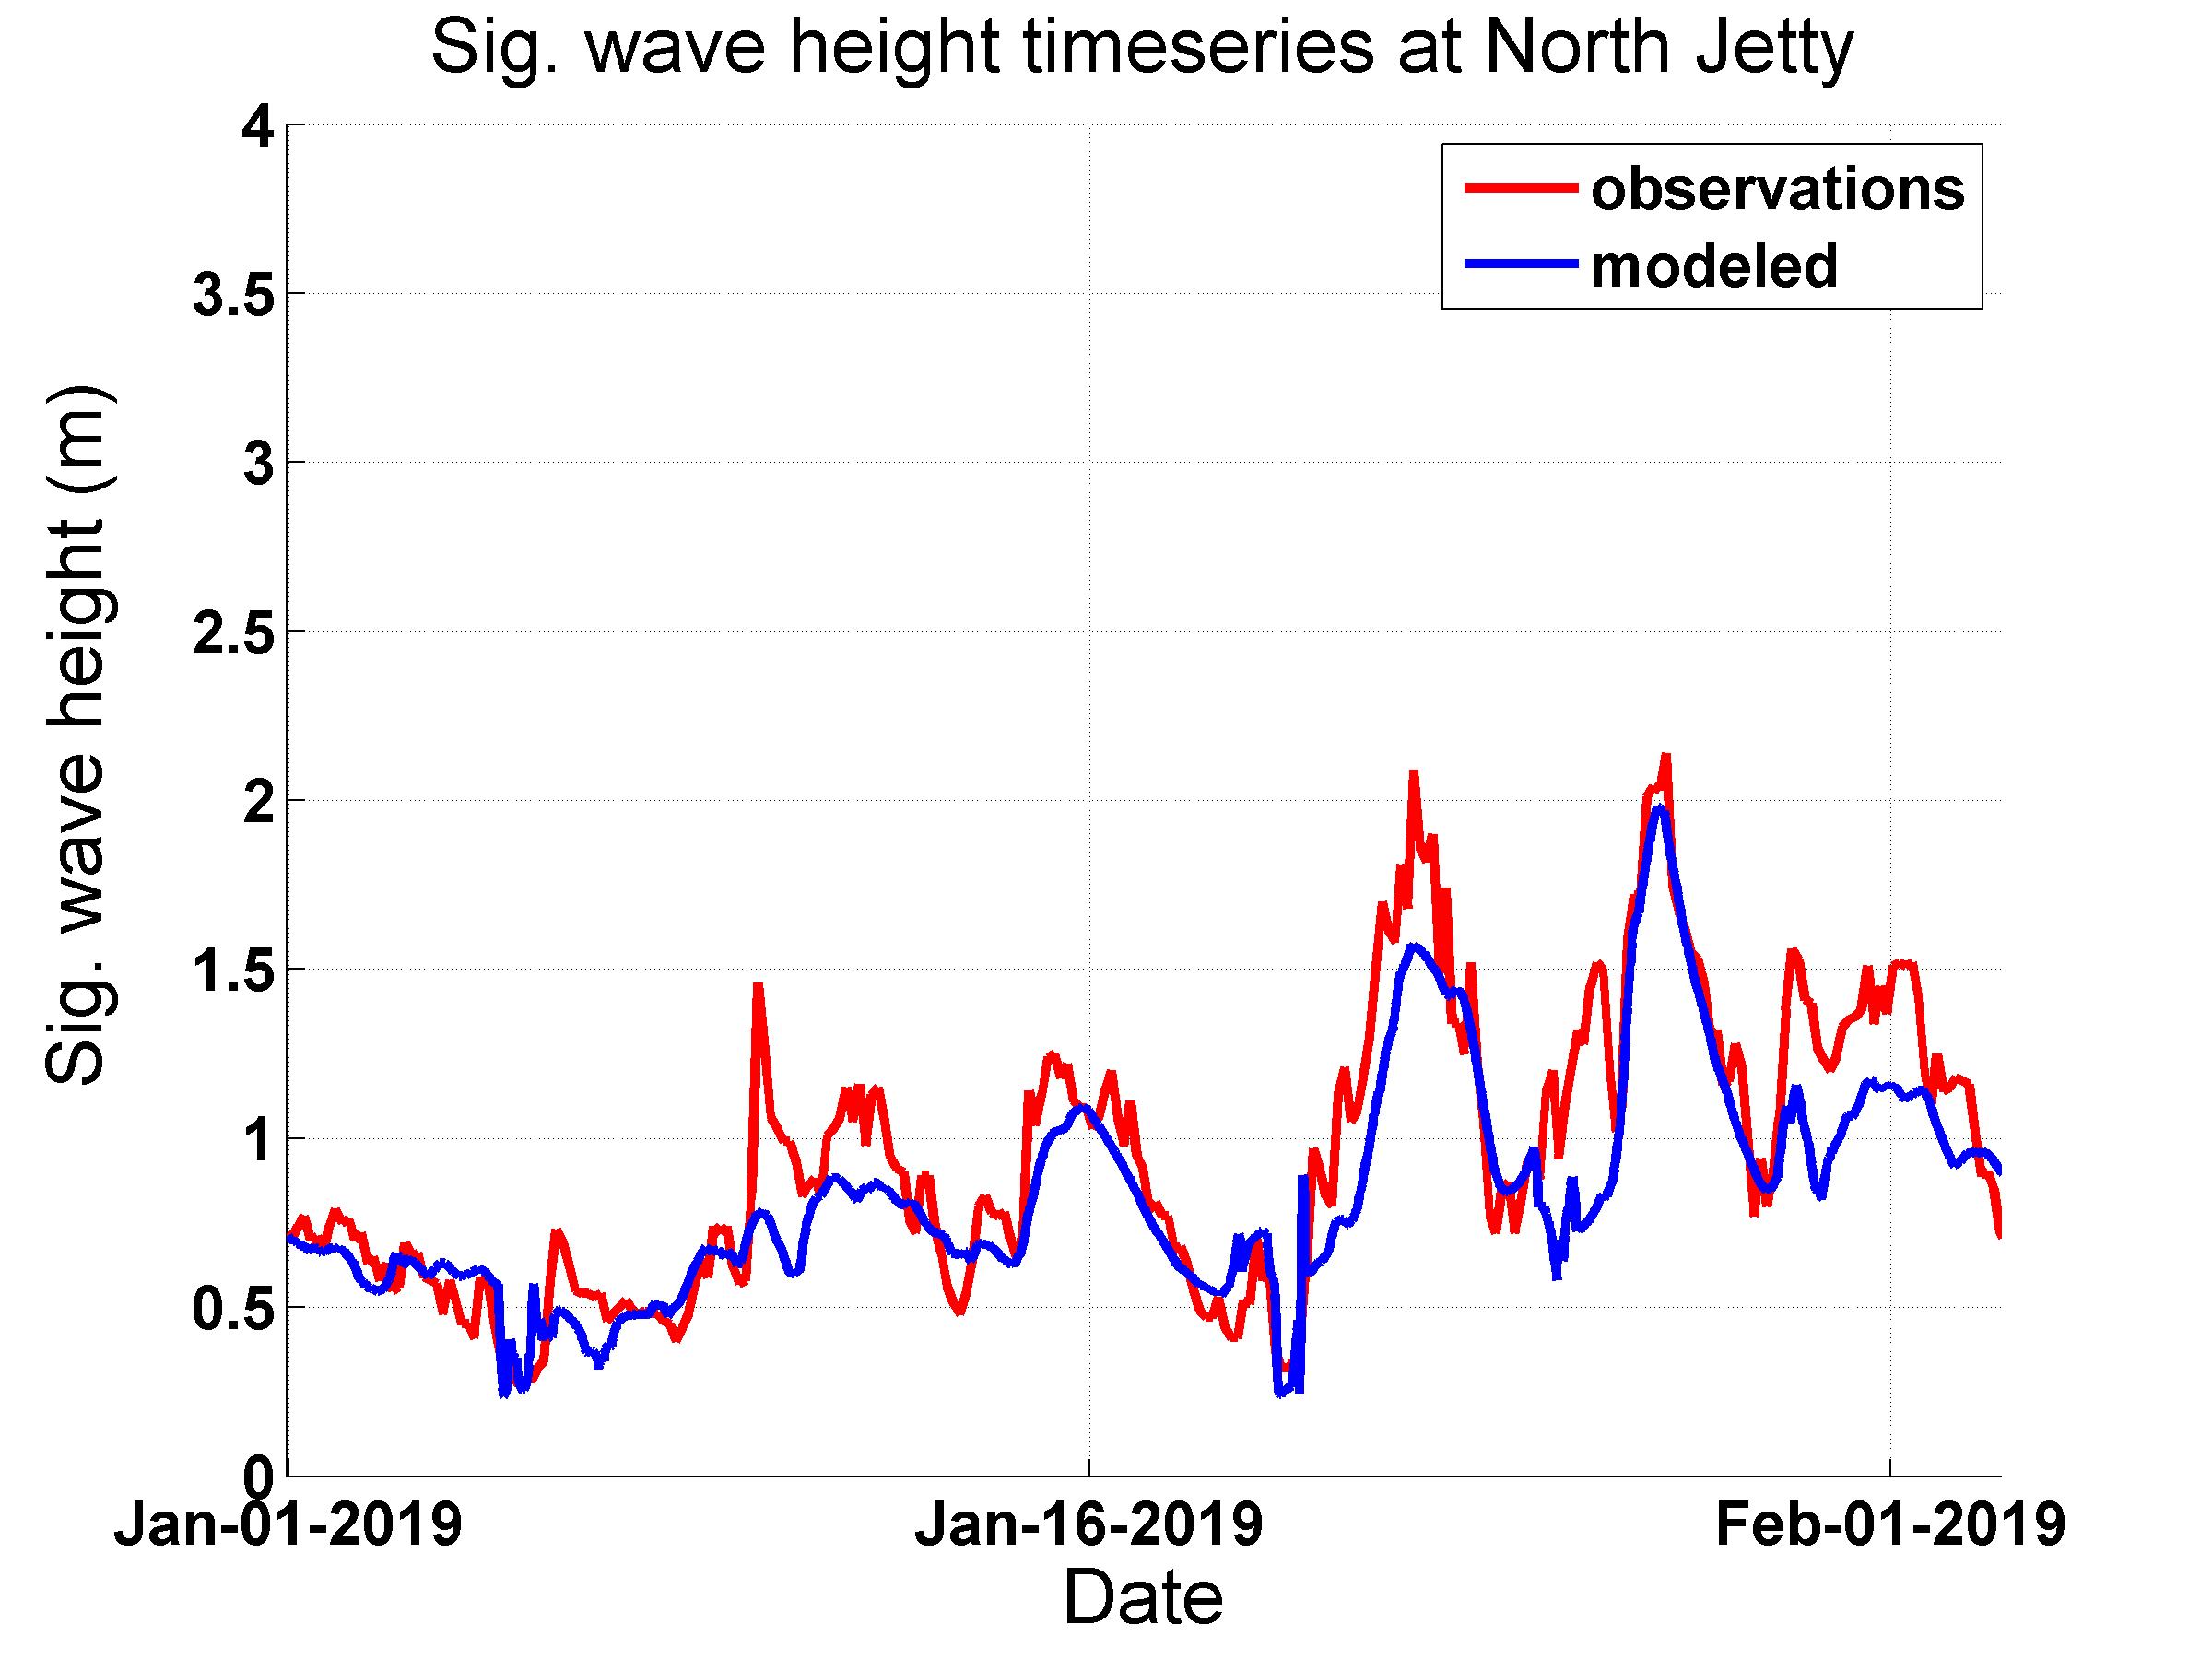 Sig. wave height timeseries at North Jetty
observations
modeled
Sig. wave height (m)
4
3.5
3
2.5
2
1.5
1
0.5
0
Jan-01-2019 Jan-16-2019 Feb-01-2019
Date